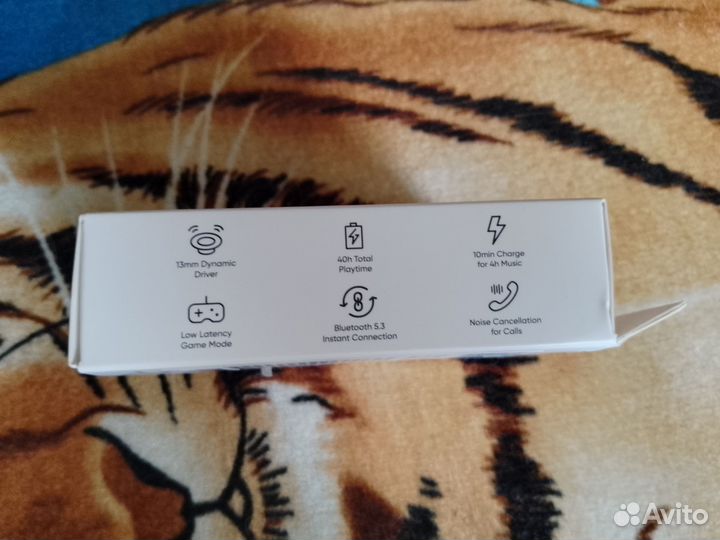 13mm Dynamic
Driver
40h Total
Playtime
10min Charge
for 4h Music
Low Latency
Game Mode
Bluetooth 5.3
Instant Connection
Noise Cancellation
for Calls
Avito